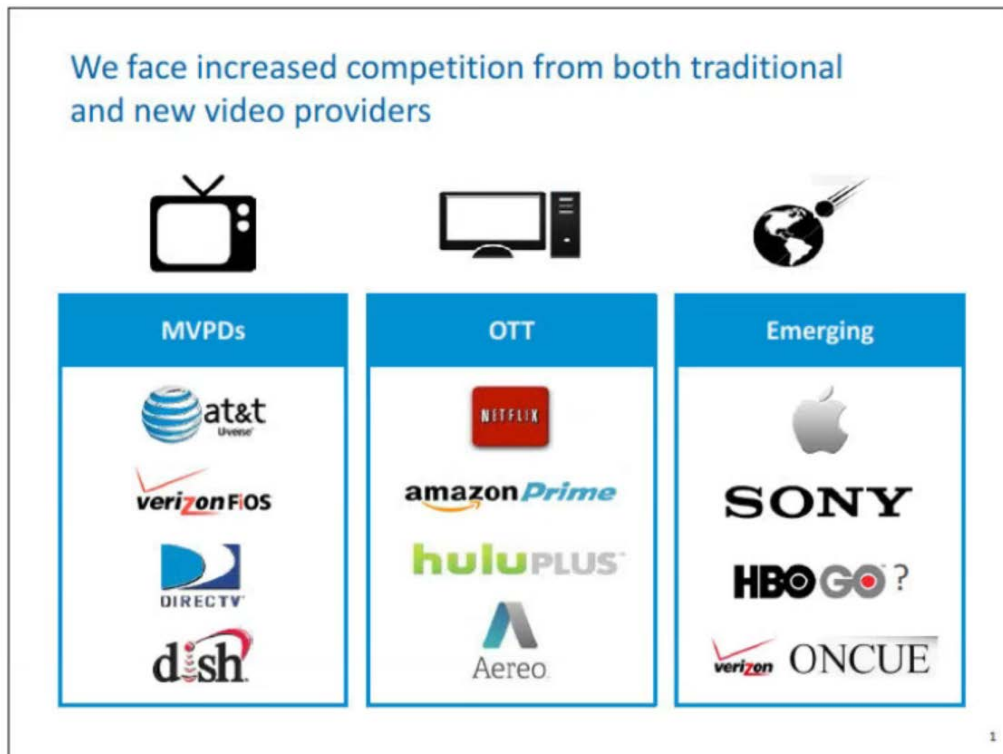 We face increased competition from both traditional
and new video providers
MVPDs
at&t
U-verse
verizon FiOS
DIRECTV
dish
OTT
NETFLIX
amazon Prime
hulu PLUS
Aereo
Emerging
SONY
HBO GO ?
verizon ONCUE
1